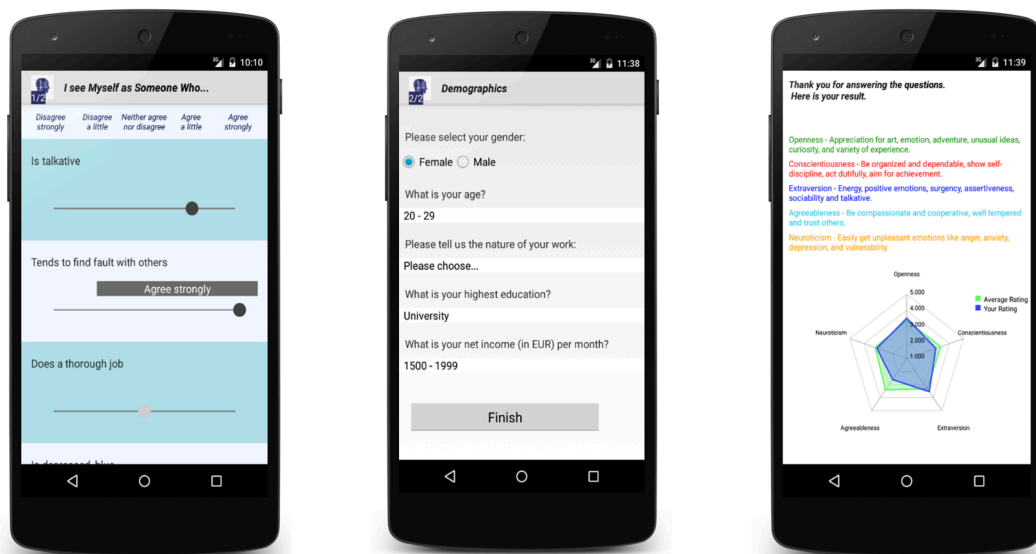 3G 10:10
1/2 I see Myself as Someone Who...
Disagree strongly
Disagree a little
Neither agree nor disagree
Agree a little
Agree strongly
Is talkative
Tends to find fault with others
Agree strongly
Does a thorough job
3G 11:38
2/2 Demographics
Please select your gender:
Female Male
What is your age?
20 - 29
Please tell us the nature of your work:
Please choose...
What is your highest education?
University
What is your net income (in EUR) per month?
1500 - 1999
Finish
3G 11:39
Thank you for answering the questions.
Here is your result.
Openness - Appreciation for art, emotion, adventure, unusual ideas,
curiosity, and variety of experience.
Conscientiousness - Be organized and dependable, show self-
discipline, act dutifully, aim for achievement.
Extraversion - Energy, positive emotions, surgency, assertiveness,
sociability and talkative.
Agreeableness - Be compassionate and cooperative, well tempered
and trust others.
Neuroticism - Easily get unpleasant emotions like anger, anxiety,
depression, and vulnerability.
Openness
5.000
4.000
3.000
2.000
1.000
Average Rating
Your Rating
Neuroticism
Conscientiousness
Agreeableness
Extraversion